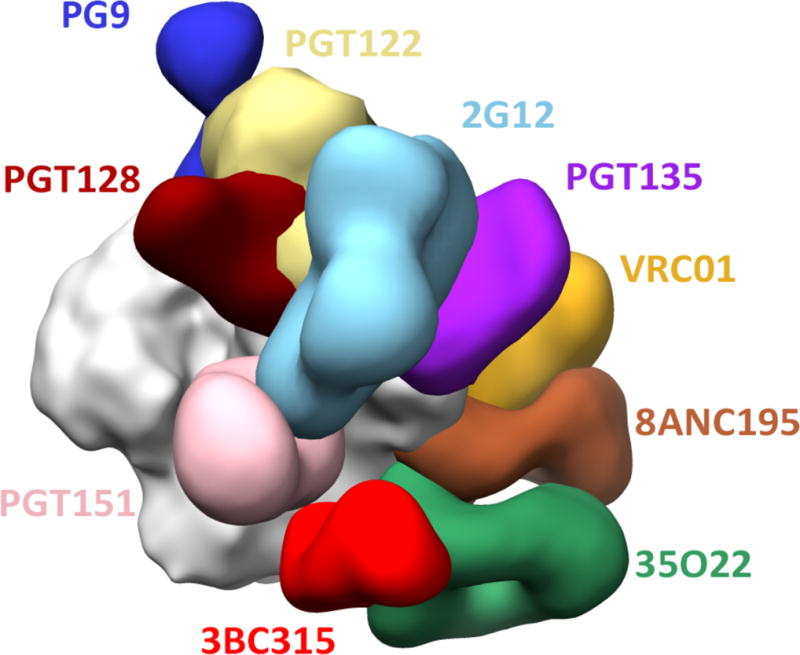 PG9
PGT122
2G12
PGT128
PGT135
VRC01
8ANC195
PGT151
35O22
3BC315